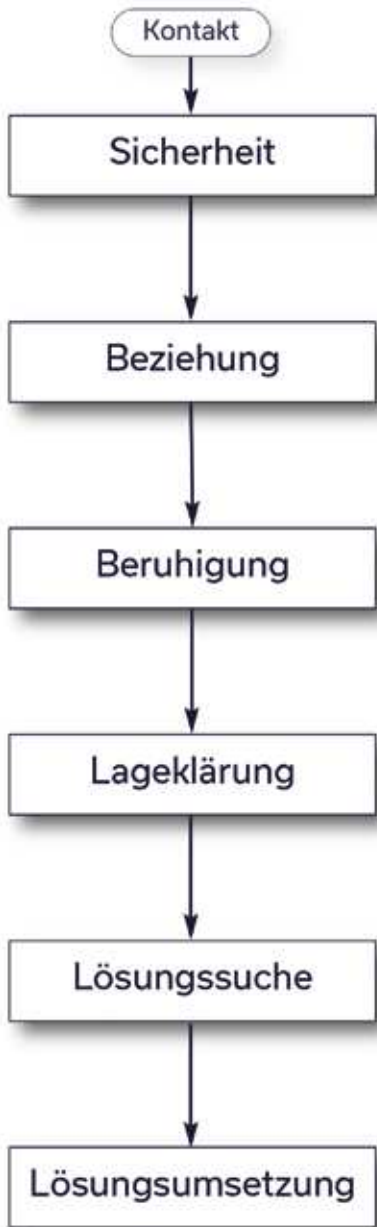 Kontakt
Sicherheit
Beziehung
Beruhigung
Lageklärung
Lösungssuche
Lösungsumsetzung